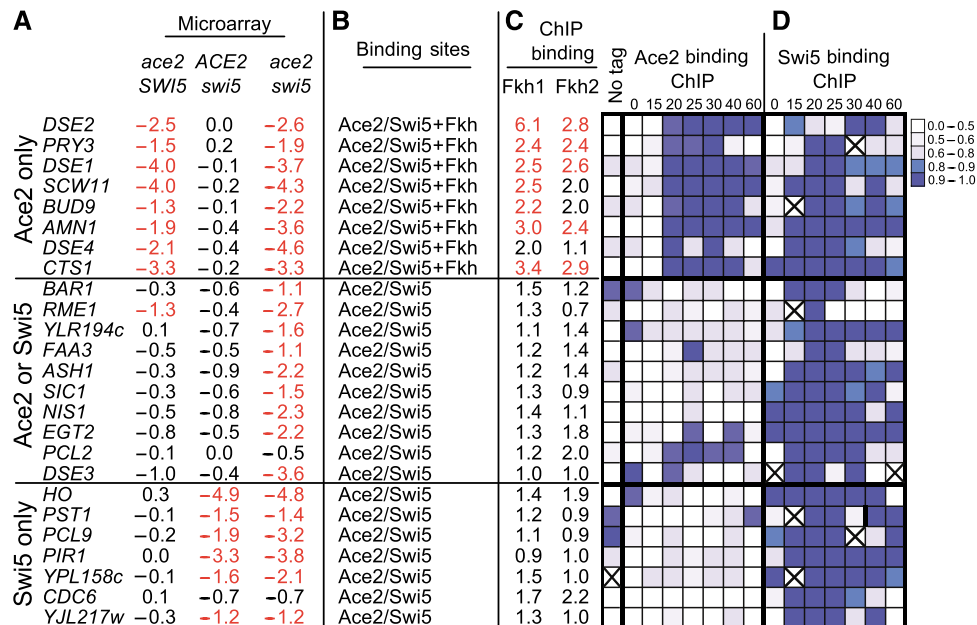 A B C D
Microarray
Binding sites
ChIP binding
No tag
Ace2 binding ChIP
Swi5 binding ChIP
ace2 SWI5
ACE2 swi5
ace2 swi5
Fkh1 Fkh2
0 15 20 25 30 40 60 0 15 20 25 30 40 60
0.0 – 0.5
0.5 – 0.6
0.6 – 0.8
0.8 – 0.9
0.9 – 1.0
Ace2 only
DSE2 −2.5 0.0 −2.6 Ace2/Swi5+Fkh 6.1 2.8
PRY3 −1.5 0.2 −1.9 Ace2/Swi5+Fkh 2.4 2.4
DSE1 −4.0 −0.1 −3.7 Ace2/Swi5+Fkh 2.5 2.6
SCW11 −4.0 −0.2 −4.3 Ace2/Swi5+Fkh 2.5 2.0
BUD9 −1.3 −0.1 −2.2 Ace2/Swi5+Fkh 2.2 2.0
AMN1 −1.9 −0.4 −3.6 Ace2/Swi5+Fkh 3.0 2.4
DSE4 −2.1 −0.4 −4.6 Ace2/Swi5+Fkh 2.0 1.1
CTS1 −3.3 −0.2 −3.3 Ace2/Swi5+Fkh 3.4 2.9
Ace2 or Swi5
BAR1 −0.3 −0.6 −1.1 Ace2/Swi5 1.5 1.2
RME1 −1.3 −0.4 −2.7 Ace2/Swi5 1.3 0.7
YLR194c 0.1 −0.7 −1.6 Ace2/Swi5 1.1 1.4
FAA3 −0.5 −0.5 −1.1 Ace2/Swi5 1.2 1.4
ASH1 −0.3 −0.9 −2.2 Ace2/Swi5 1.2 1.4
SIC1 −0.3 −0.6 −1.5 Ace2/Swi5 1.3 0.9
NIS1 −0.5 −0.8 −2.3 Ace2/Swi5 1.4 1.1
EGT2 −0.8 −0.5 −2.2 Ace2/Swi5 1.3 1.8
PCL2 −0.1 0.0 −0.5 Ace2/Swi5 1.2 2.0
DSE3 −1.0 −0.4 −3.6 Ace2/Swi5 1.0 1.0
Swi5 only
HO 0.3 −4.9 −4.8 Ace2/Swi5 1.4 1.9
PST1 −0.1 −1.5 −1.4 Ace2/Swi5 1.2 0.9
PCL9 −0.2 −1.9 −3.2 Ace2/Swi5 1.1 0.9
PIR1 0.0 −3.3 −3.8 Ace2/Swi5 0.9 1.0
YPL158c −0.1 −1.6 −2.1 Ace2/Swi5 1.5 1.0
CDC6 0.1 −0.7 −0.7 Ace2/Swi5 1.7 2.2
YJL217w −0.3 −1.2 −1.2 Ace2/Swi5 1.3 1.0